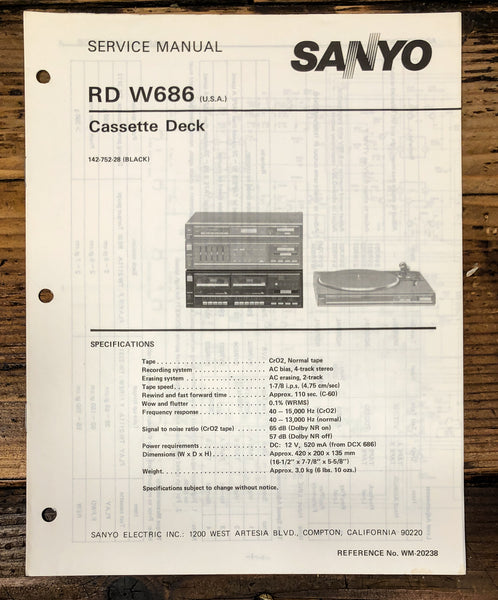 SERVICE MANUAL
SANYO
RD W686 (U.S.A.)
Cassette Deck
142-752-28 (BLACK)
SPECIFICATIONS
Tape . . . . . . . . . . . . . . . . . . . . . . . . . . . . CrO2, Normal tape
Recording system . . . . . . . . . . . . . . . . . . AC bias, 4-track stereo
Erasing system . . . . . . . . . . . . . . . . . . . . AC erasing, 2-track
Tape speed . . . . . . . . . . . . . . . . . . . . . . . 1-7/8 i.p.s. (4.75 cm/sec)
Rewind and fast forward time . . . . . . . . . . Approx. 110 sec. (C-60)
Wow and flutter . . . . . . . . . . . . . . . . . . . 0.1% (WRMS)
Frequency response . . . . . . . . . . . . . . . . . 40 – 15,000 Hz (CrO2)
40 – 13,000 Hz (normal)
Signal to noise ratio (CrO2 tape) . . . . . . . . 65 dB (Dolby NR on)
57 dB (Dolby NR off)
Power requirements . . . . . . . . . . . . . . . . . DC: 12 V, 520 mA (from DCX 686)
Dimensions (W x D x H) . . . . . . . . . . . . . . Approx. 420 x 200 x 135 mm
(16-1/2" x 7-7/8" x 5-5/8")
Weight . . . . . . . . . . . . . . . . . . . . . . . . . . Approx. 3.0 kg (6 lbs. 10 ozs.)
Specifications subject to change without notice.
SANYO ELECTRIC INC.: 1200 WEST ARTESIA BLVD., COMPTON, CALIFORNIA 90220
REFERENCE No. WM-20238